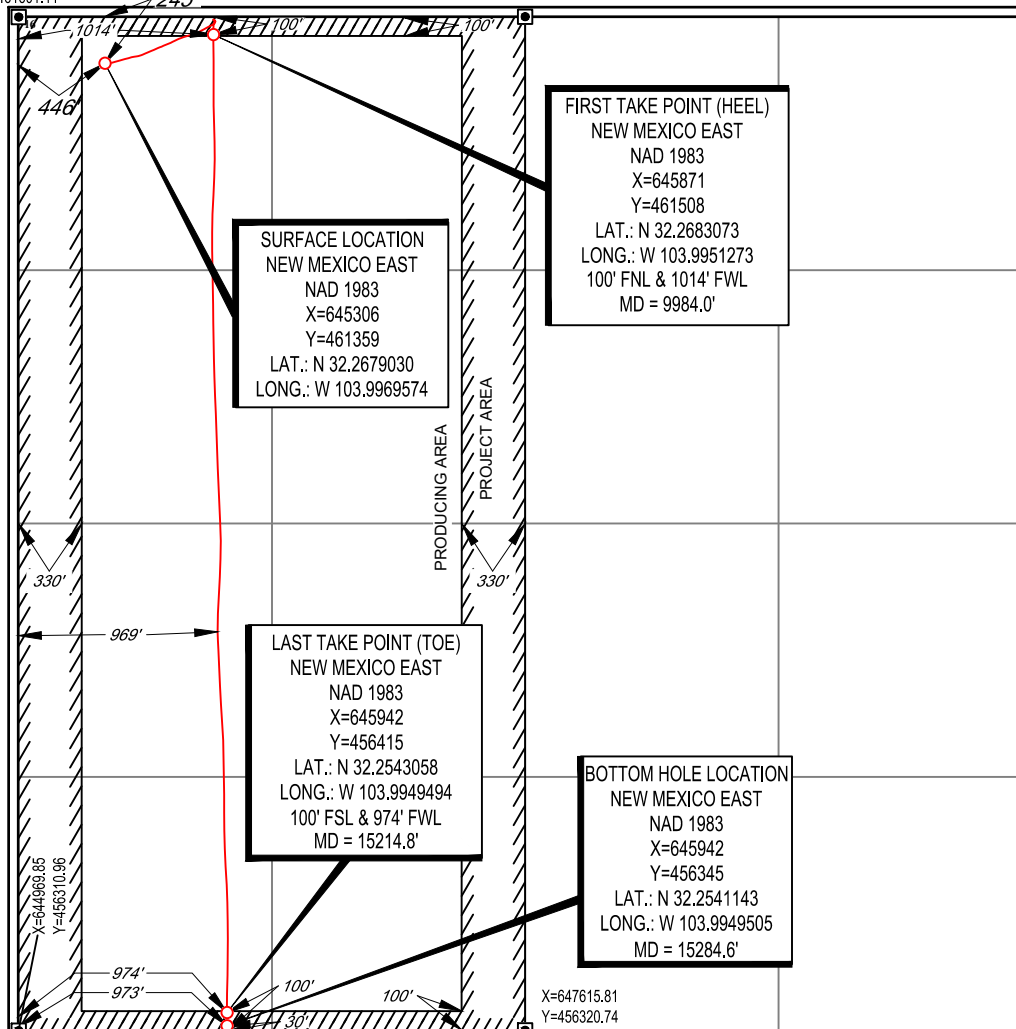 245'
1014'
100'
100'
446'
FIRST TAKE POINT (HEEL)
NEW MEXICO EAST
NAD 1983
X=645871
Y=461508
LAT.: N 32.2683073
LONG.: W 103.9951273
100' FNL & 1014' FWL
MD = 9984.0'
SURFACE LOCATION
NEW MEXICO EAST
NAD 1983
X=645306
Y=461359
LAT.: N 32.2679030
LONG.: W 103.9969574
PRODUCING AREA
PROJECT AREA
330'
330'
969'
LAST TAKE POINT (TOE)
NEW MEXICO EAST
NAD 1983
X=645942
Y=456415
LAT.: N 32.2543058
LONG.: W 103.9949494
100' FSL & 974' FWL
MD = 15214.8'
BOTTOM HOLE LOCATION
NEW MEXICO EAST
NAD 1983
X=645942
Y=456345
LAT.: N 32.2541143
LONG.: W 103.9949505
MD = 15284.6'
X=644969.85
Y=456310.96
974'
973'
100'
30'
100'
X=647615.81
Y=456320.74